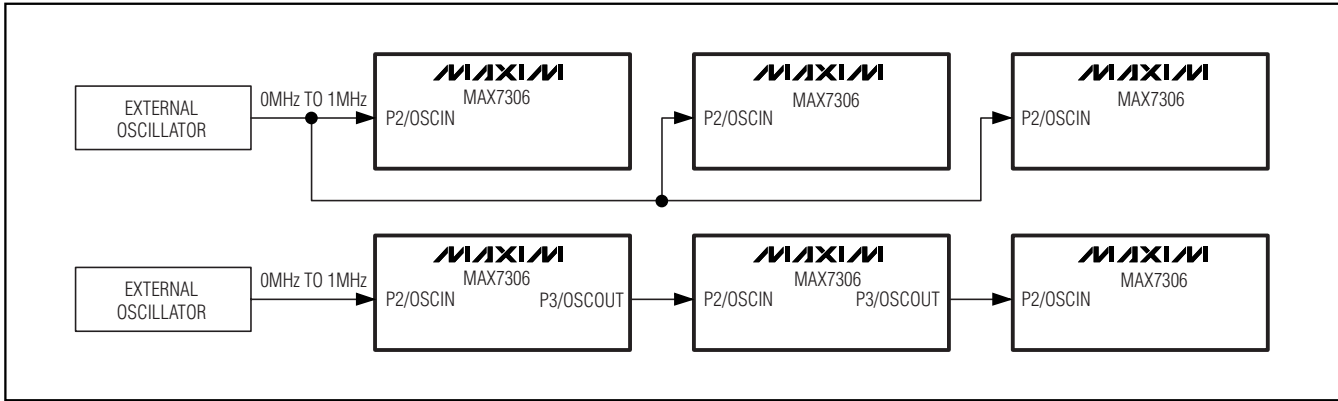 EXTERNAL
OSCILLATOR
0MHz TO 1MHz
MAXIM
MAX7306
P2/OSCIN
MAXIM
MAX7306
P2/OSCIN
MAXIM
MAX7306
P2/OSCIN
EXTERNAL
OSCILLATOR
0MHz TO 1MHz
MAXIM
MAX7306
P2/OSCIN P3/OSCOUT
MAXIM
MAX7306
P2/OSCIN P3/OSCOUT
MAXIM
MAX7306
P2/OSCIN